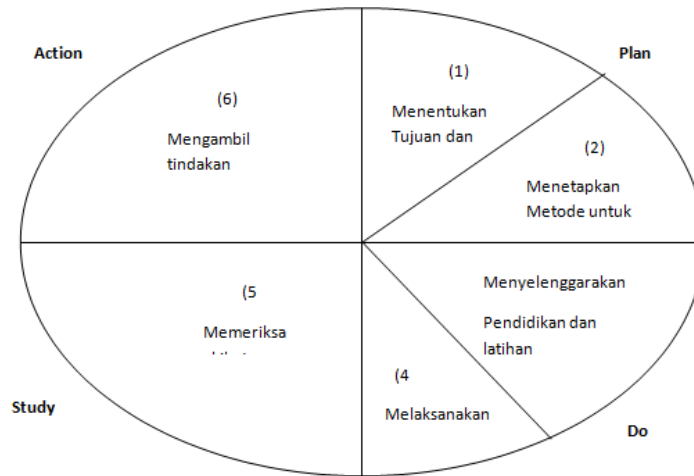 Action
Plan
(1)
Menentukan
Tujuan dan
(6)
Mengambil
tindakan
(2)
Menetapkan
Metode untuk
Menyelenggarakan
Pendidikan dan
latihan
(5
Memeriksa
(4
Melaksanakan
Study
Do